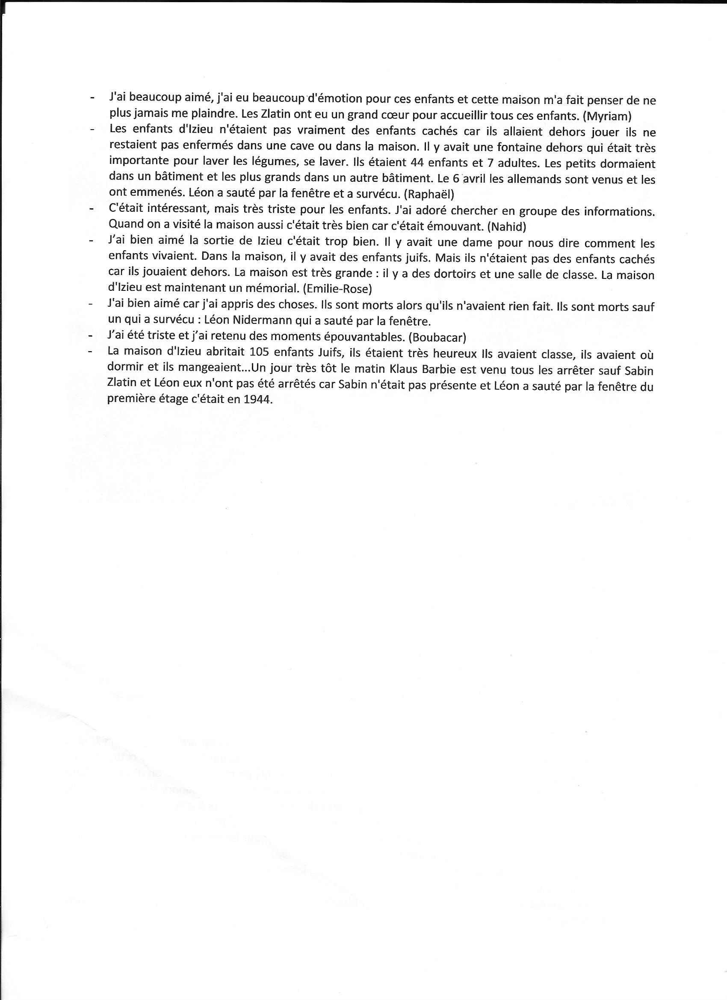 - J'ai beaucoup aimé, j'ai eu beaucoup d'émotion pour ces enfants et cette maison m'a fait penser de ne
plus jamais me plaindre. Les Zlatin ont eu un grand cœur pour accueillir tous ces enfants. (Myriam)
- Les enfants d'Izieu n'étaient pas vraiment des enfants cachés car ils allaient dehors jouer ils ne
restaient pas enfermés dans une cave ou dans la maison. Il y avait une fontaine dehors qui était très
importante pour laver les légumes, se laver. Ils étaient 44 enfants et 7 adultes. Les petits dormaient
dans un bâtiment et les plus grands dans un autre bâtiment. Le 6 avril les allemands sont venus et les
ont emmenés. Léon a sauté par la fenêtre et a survécu. (Raphaël)
- C'était intéressant, mais très triste pour les enfants. J'ai adoré chercher en groupe des informations.
Quand on a visité la maison aussi c'était très bien car c'était émouvant. (Nahid)
- J’ai bien aimé la sortie de Izieu c'était trop bien. Il y avait une dame pour nous dire comment les
enfants vivaient. Dans la maison, il y avait des enfants juifs. Mais ils n'étaient pas des enfants cachés
car ils jouaient dehors. La maison est très grande : il y a des dortoirs et une salle de classe. La maison
d'Izieu est maintenant un mémorial. (Emilie-Rose)
- J'ai bien aimé car j'ai appris des choses. Ils sont morts alors qu'ils n'avaient rien fait. Ils sont morts sauf
un qui a survécu : Léon Nidermann qui a sauté par la fenêtre.
- J’ai été triste et j’ai retenu des moments épouvantables. (Boubacar)
- La maison d'Izieu abritait 105 enfants Juifs, ils étaient très heureux Ils avaient classe, ils avaient où
dormir et ils mangeaient...Un jour très tôt le matin Klaus Barbie est venu tous les arrêter sauf Sabin
Zlatin et Léon eux n'ont pas été arrêtés car Sabin n'était pas présente et Léon a sauté par la fenêtre du
première étage c'était en 1944.